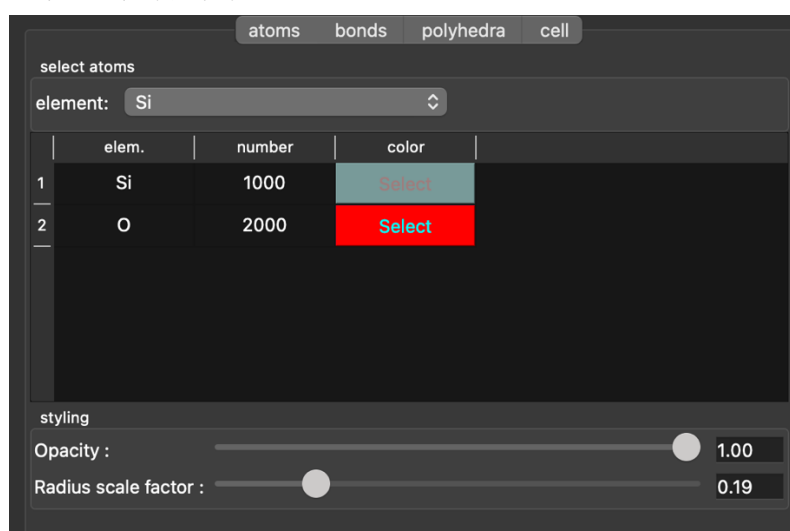 atoms bonds polyhedra cell
select atoms
element: Si
elem. number color
1 Si 1000 Select
2 O 2000 Select
styling
Opacity : 1.00
Radius scale factor : 0.19